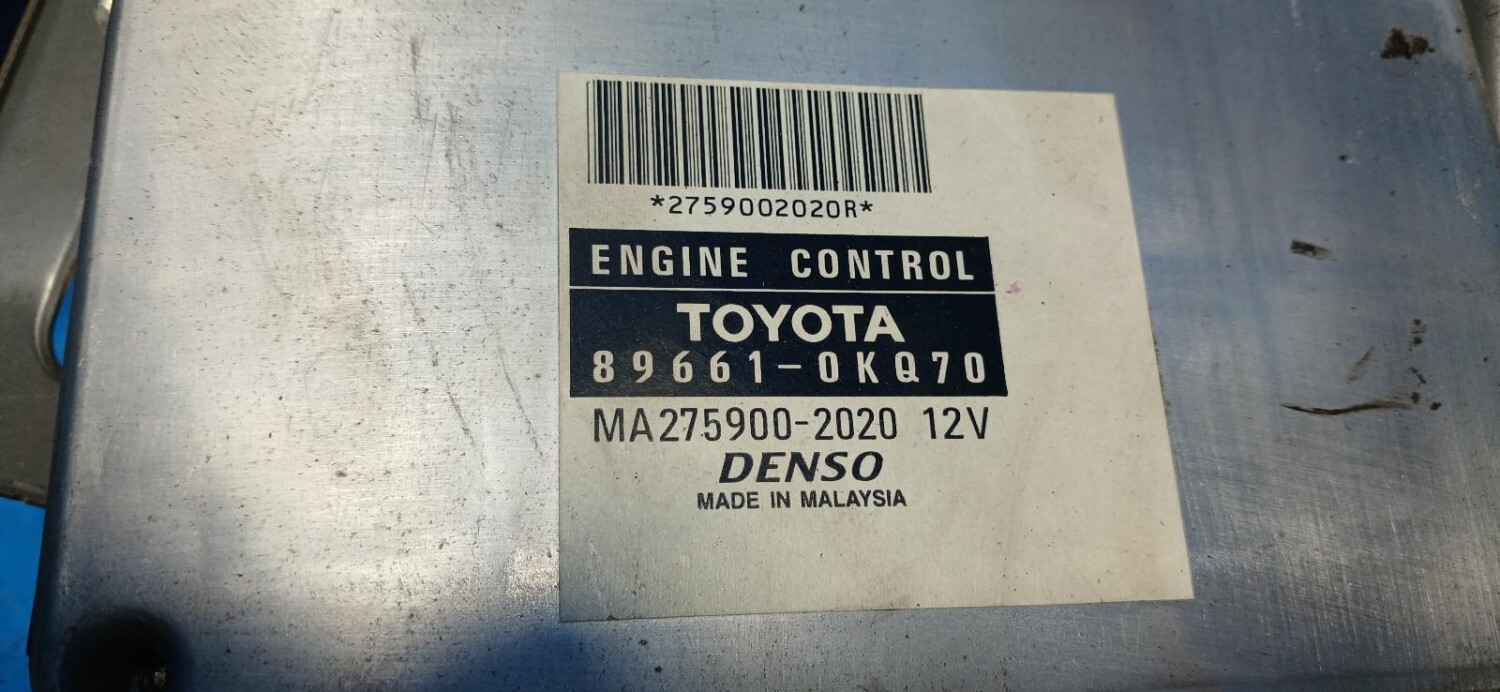 *2759002020R*
ENGINE CONTROL
TOYOTA
89661-0KQ70
MA275900-2020 12V
DENSO
MADE IN MALAYSIA